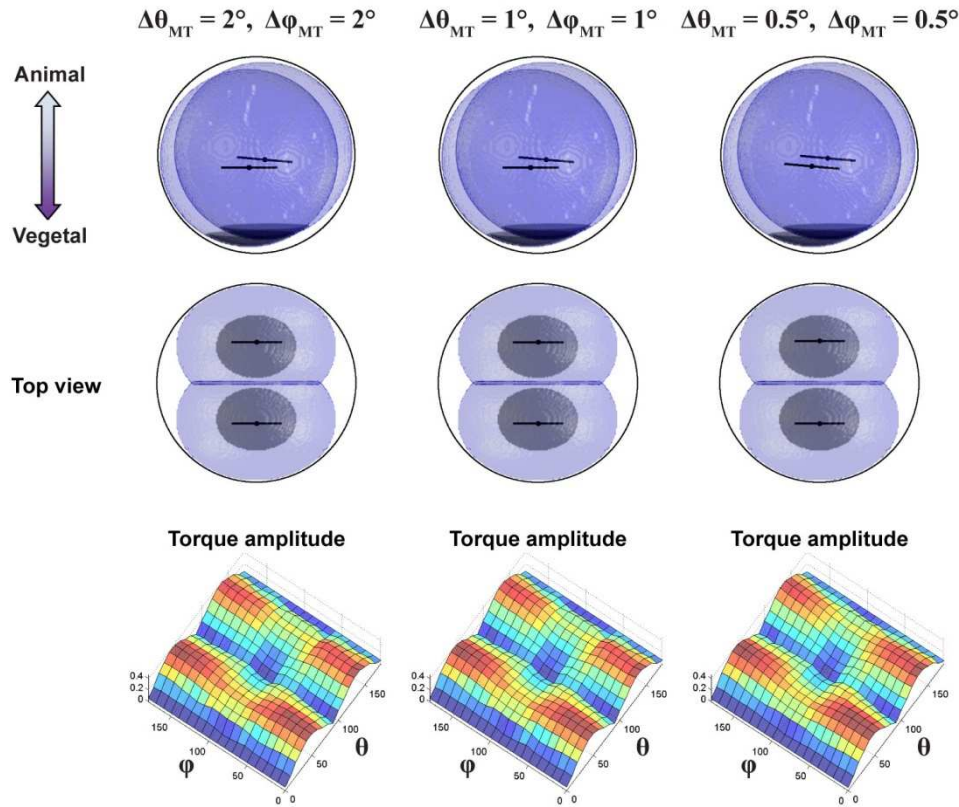 Δθ_MT = 2°, Δφ_MT = 2°
Δθ_MT = 1°, Δφ_MT = 1°
Δθ_MT = 0.5°, Δφ_MT = 0.5°
Animal
Vegetal
Top view
Torque amplitude
Torque amplitude
Torque amplitude
0.4
0.2
0
150
100
50
0
0
50
100
150
φ
θ
0.4
0.2
0
150
100
50
0
0
50
100
150
φ
θ
0.4
0.2
0
150
100
50
0
0
50
100
150
φ
θ